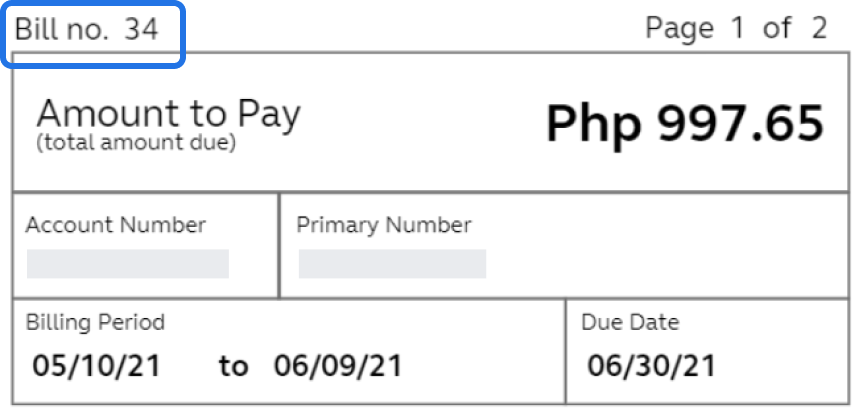 Bill no. 34 Page 1 of 2
Amount to Pay Php 997.65
(total amount due)
Account Number Primary Number
Billing Period Due Date
05/10/21 to 06/09/21 06/30/21